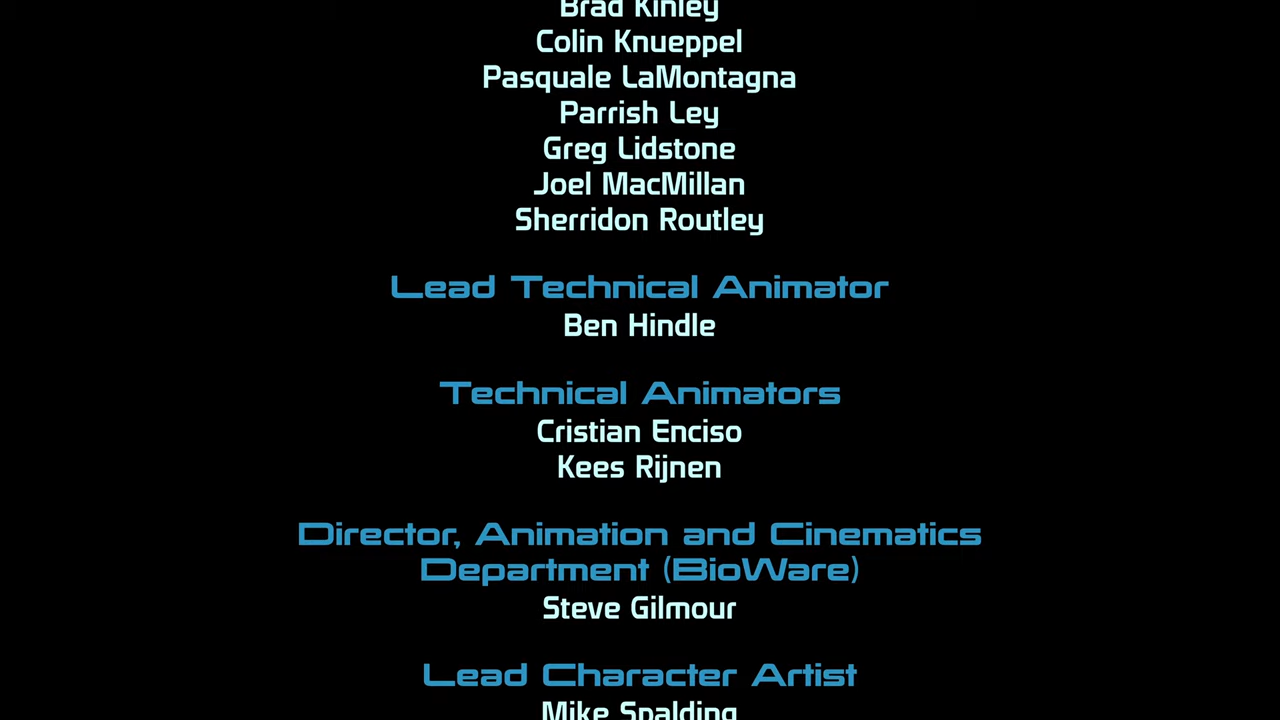 Brad Kinley
Colin Knueppel
Pasquale LaMontagna
Parrish Ley
Greg Lidstone
Joel MacMillan
Sherridon Routley
Lead Technical Animator
Ben Hindle
Technical Animators
Cristian Enciso
Kees Rijnen
Director, Animation and Cinematics
Department (BioWare)
Steve Gilmour
Lead Character Artist
Mike Spalding